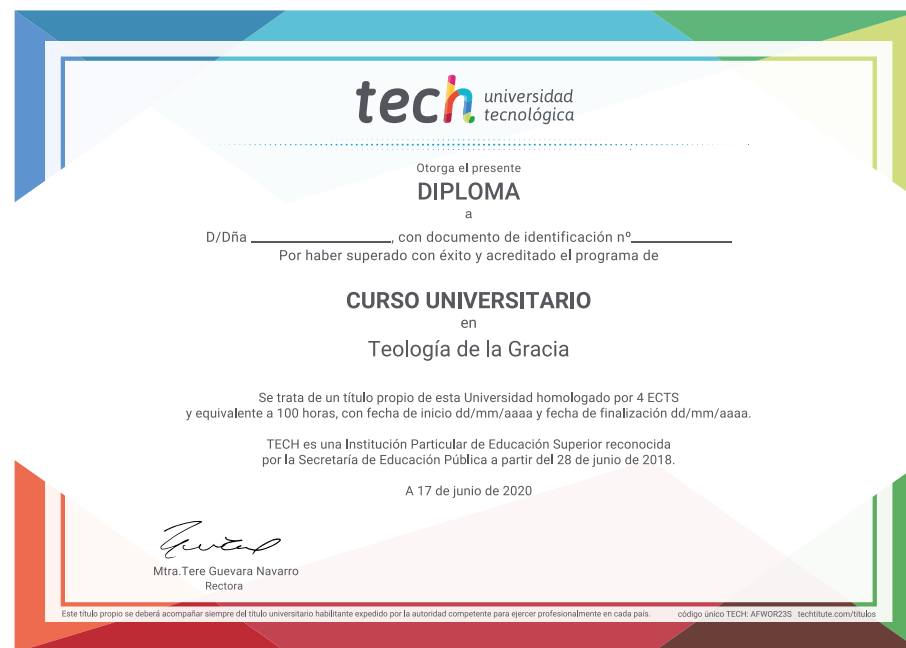 tech universidad
tecnológica
Otorga el presente
DIPLOMA
a
D/Dña ____________________, con documento de identificación nº______________
Por haber superado con éxito y acreditado el programa de
CURSO UNIVERSITARIO
en
Teología de la Gracia
Se trata de un título propio de esta Universidad homologado por 4 ECTS
y equivalente a 100 horas, con fecha de inicio dd/mm/aaaa y fecha de finalización dd/mm/aaaa.
TECH es una Institución Particular de Educación Superior reconocida
por la Secretaría de Educación Pública a partir del 28 de junio de 2018.
A 17 de junio de 2020
Mtra.Tere Guevara Navarro
Rectora
Este título propio se deberá acompañar siempre del título universitario habilitante expedido por la autoridad competente para ejercer profesionalmente en cada país. código único TECH: AFWOR23S techtitute.com/titulos